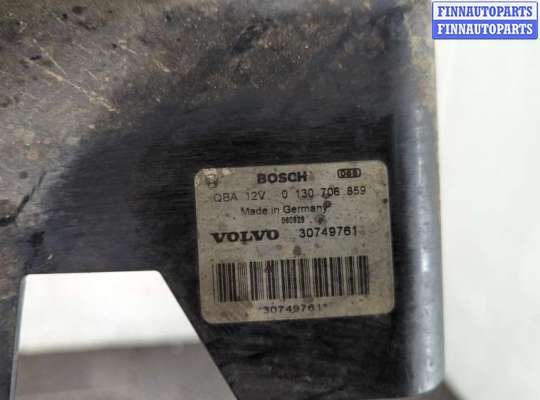 FINNAUTOPARTS
FINNAUTOPARTS
BOSCH
QBA 12V 0 130 706 859
Made in Germany
060929
VOLVO 30749761
*30749761*